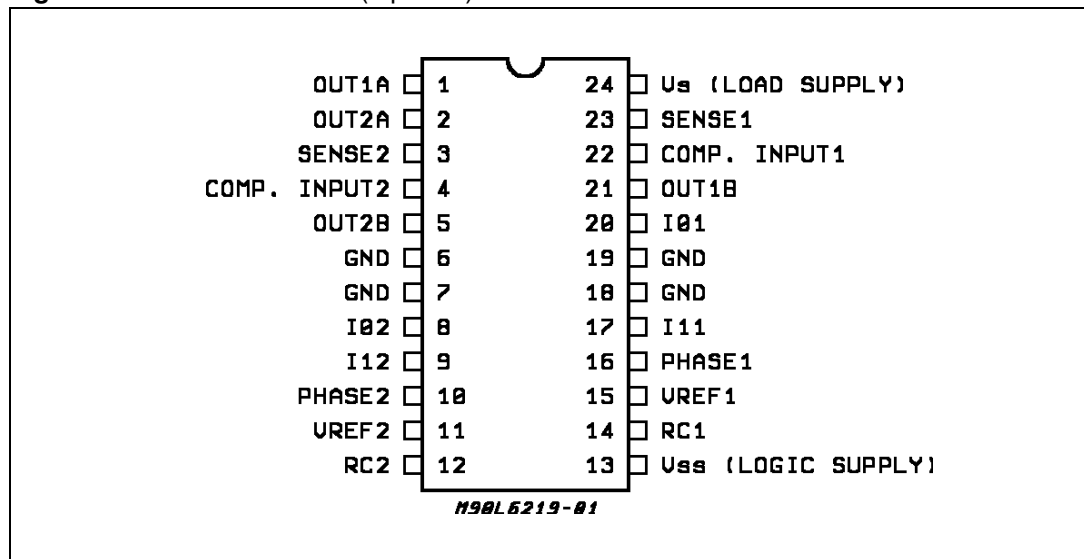 OUT1A 1 24 Vs (LOAD SUPPLY)
OUT2A 2 23 SENSE1
SENSE2 3 22 COMP. INPUT1
COMP. INPUT2 4 21 OUT1B
OUT2B 5 20 I01
GND 6 19 GND
GND 7 18 GND
I02 8 17 I11
I12 9 16 PHASE1
PHASE2 10 15 VREF1
VREF2 11 14 RC1
RC2 12 13 Vss (LOGIC SUPPLY)
M90L6219-01